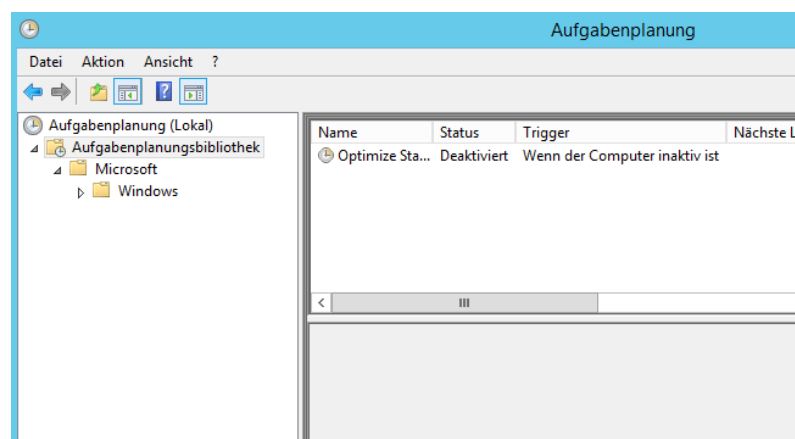 Aufgabenplanung
Datei Aktion Ansicht ?
Aufgabenplanung (Lokal)
Aufgabenplanungsbibliothek
Microsoft
Windows
Name Status Trigger Nächste L
Optimize Sta... Deaktiviert Wenn der Computer inaktiv ist